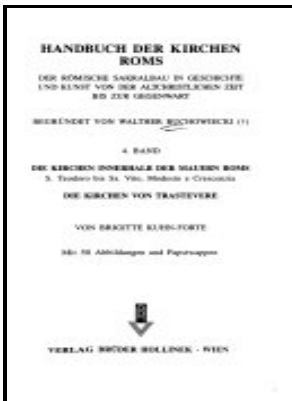 HANDBUCH DER KIRCHEN
ROMS
DER RÖMISCHE SAKRALBAU IN GESCHICHTE
UND KUNST VON DER ALTCHRISTLICHEN ZEIT
BIS ZUR GEGENWART
BEGRÜNDET VON WALTHER BUCHOWIECKI (†)
4. BAND
DIE KIRCHEN INNERHALB DER MAUERN ROMS
S. Teodoro bis Ss. Vito, Modesto e Crescenzia
DIE KIRCHEN VON TRASTEVERE
VON BRIGITTE KUHN-FORTE
Mit 58 Abbildungen und Papstwappen
VERLAG BRÜDER HOLLINEK - WIEN